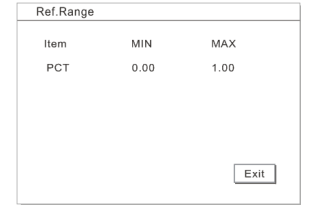 Ref.Range
Item MIN MAX
PCT 0.00 1.00
Exit